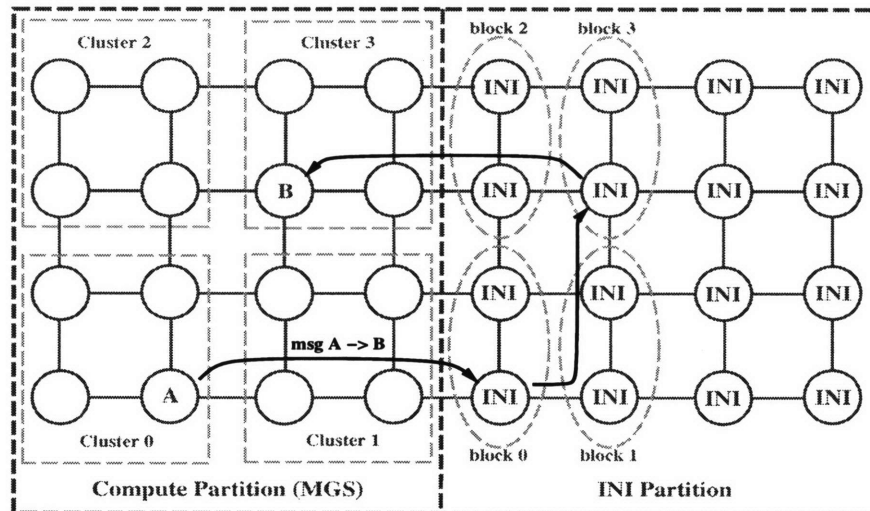 Cluster 2
Cluster 3
block 2
block 3
INI INI INI INI
B
INI INI INI INI
INI INI INI INI
msg A -> B
A
INI INI INI INI
Cluster 0
Cluster 1
block 0
block 1
Compute Partition (MGS)
INI Partition